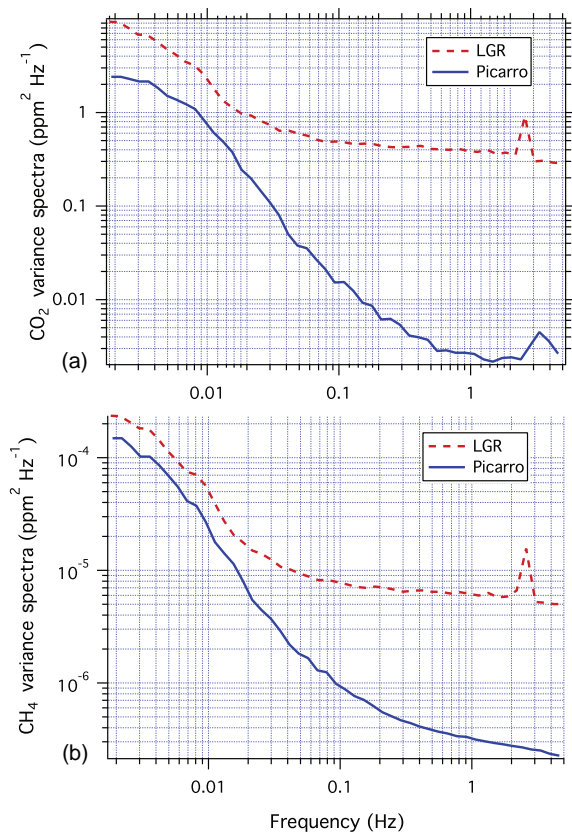 CO₂ variance spectra (ppm² Hz⁻¹)
1
0.1
0.01
LGR
Picarro
(a)
0.01
0.1
1
CH₄ variance spectra (ppm² Hz⁻¹)
10⁻⁴
10⁻⁵
10⁻⁶
LGR
Picarro
(b)
0.01
0.1
1
Frequency (Hz)